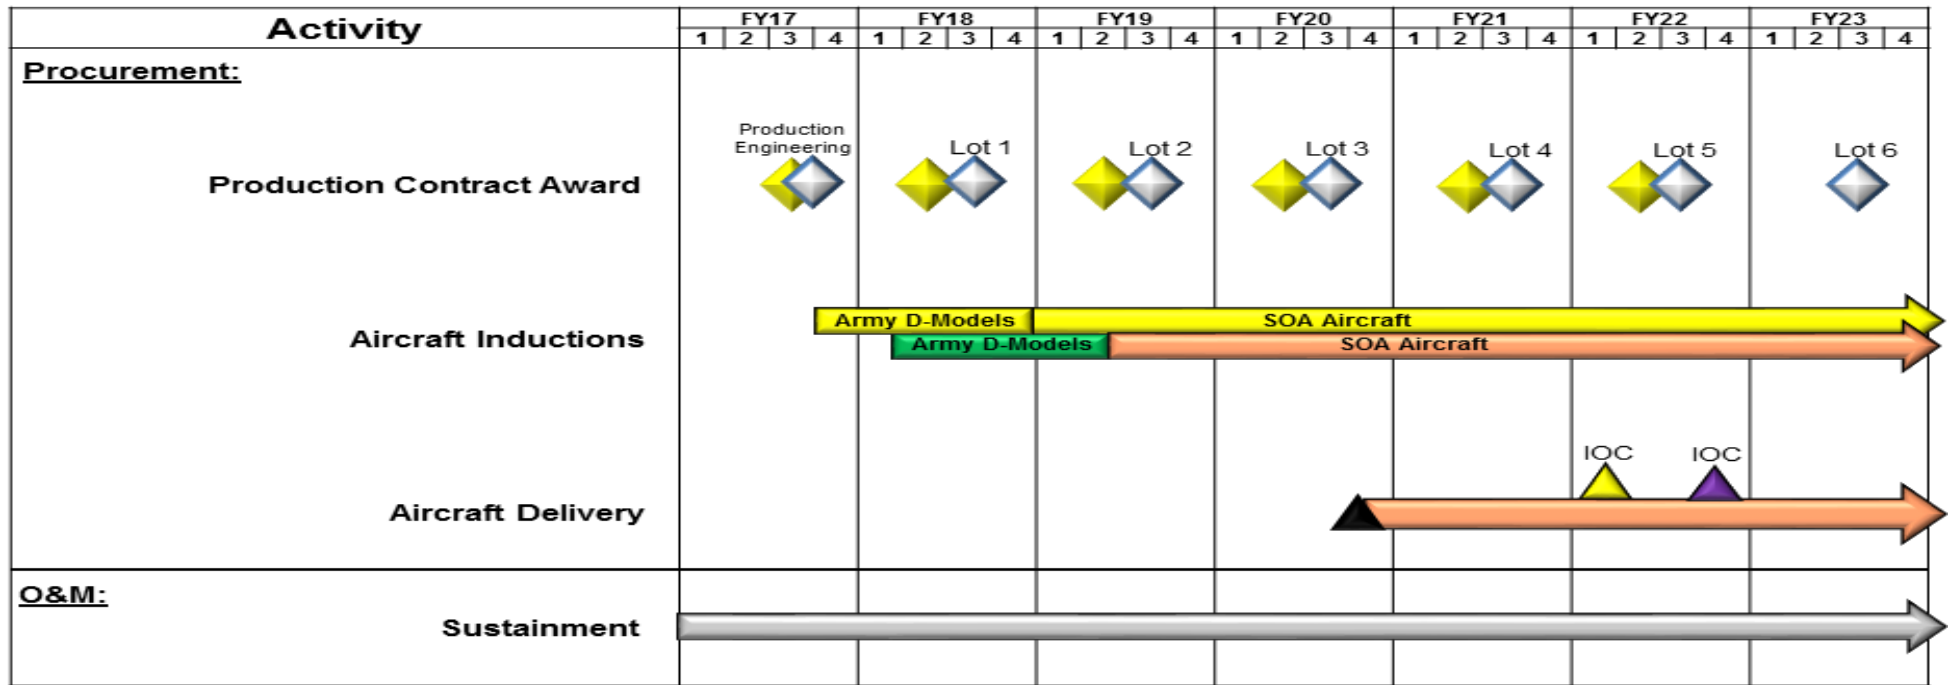 Activity
FY17 FY18 FY19 FY20 FY21 FY22 FY23
1 2 3 4 1 2 3 4 1 2 3 4 1 2 3 4 1 2 3 4 1 2 3 4 1 2 3 4
Procurement:
Production
Engineering
Lot 1 Lot 2 Lot 3 Lot 4 Lot 5 Lot 6
Production Contract Award
Army D-Models SOA Aircraft
Aircraft Inductions
Army D-Models SOA Aircraft
IOC IOC
Aircraft Delivery
O&M:
Sustainment